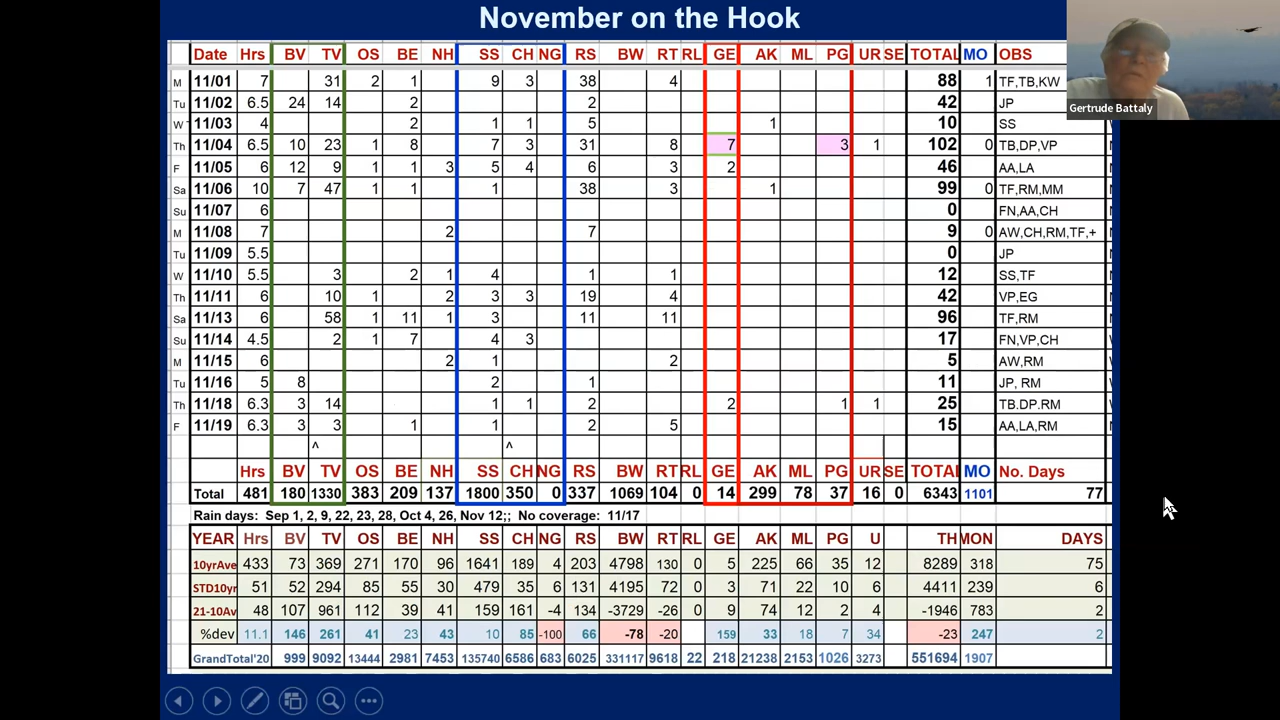 November on the Hook
Gertrude Battaly
Date Hrs BV TV OS BE NH SS CH NG RS BW RT RL GE AK ML PG UR SE TOTAL MO OBS
M 11/01 7 31 2 1 9 3 38 4 88 1 TF,TB,KW
Tu 11/02 6.5 24 14 2 2 42 JP
W 11/03 4 2 1 1 5 1 10 SS
Th 11/04 6.5 10 23 1 8 7 3 31 8 7 3 1 102 0 TB,DP,VP
F 11/05 6 12 9 1 1 3 5 4 6 3 2 46 AA,LA
Sa 11/06 10 7 47 1 1 1 38 3 1 99 0 TF,RM,MM
Su 11/07 6 0 FN,AA,CH
M 11/08 7 2 7 9 0 AW,CH,RM,TF,+
Tu 11/09 5.5 0 JP
W 11/10 5.5 3 2 1 4 1 1 12 SS,TF
Th 11/11 6 10 1 2 3 3 19 4 42 VP,EG
Sa 11/13 6 58 1 11 1 3 11 11 96 TF,RM
Su 11/14 4.5 2 1 7 4 3 17 FN,VP,CH
M 11/15 6 2 1 2 5 AW,RM
Tu 11/16 5 8 2 1 11 JP, RM
Th 11/18 6.3 3 14 1 1 2 2 1 1 25 TB.DP.RM
F 11/19 6.3 3 3 1 1 2 5 15 AA,LA,RM
^ ^
Hrs BV TV OS BE NH SS CH NG RS BW RT RL GE AK ML PG UR SE TOTAL MO No. Days
Total 481 180 1330 383 209 137 1800 350 0 337 1069 104 0 14 299 78 37 16 0 6343 1101 77
Rain days: Sep 1, 2, 9, 22, 23, 28, Oct 4, 26, Nov 12;; No coverage: 11/17
YEAR Hrs BV TV OS BE NH SS CH NG RS BW RT RL GE AK ML PG U TH MON DAYS
10yrAve 433 73 369 271 170 96 1641 189 4 203 4798 130 0 5 225 66 35 12 8289 318 75
STD10yr 51 52 294 85 55 30 479 35 6 131 4195 72 0 3 71 22 10 6 4411 239 6
21-10Av 48 107 961 112 39 41 159 161 -4 134 -3729 -26 0 9 74 12 2 4 -1946 783 2
%dev 11.1 146 261 41 23 43 10 85 -100 66 -78 -20 159 33 18 7 34 -23 247 2
GrandTotal'20 999 9092 13444 2981 7453 135740 6586 683 6025 331117 9618 22 218 21238 2153 1026 3273 551694 1907